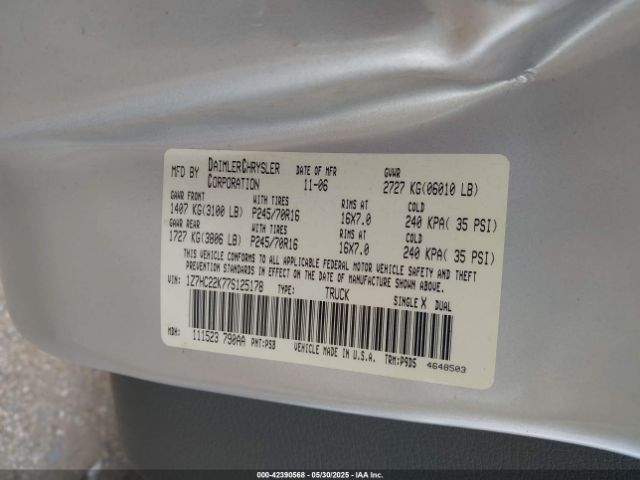 MFD BY DAIMLERCHRYSLER CORPORATION DATE OF MFR 11-06 GVWR 2727 KG(06010 LB)
GAWR FRONT WITH TIRES RIMS AT COLD
1407 KG(3100 LB) P245/70R16 16X7.0 240 KPA( 35 PSI)
GAWR REAR WITH TIRES RIMS AT COLD
1727 KG(3806 LB) P245/70R16 16X7.0 240 KPA( 35 PSI)
THIS VEHICLE CONFORMS TO ALL APPLICABLE FEDERAL MOTOR VEHICLE SAFETY AND THEFT
PREVENTION STANDARDS IN EFFECT ON THE DATE OF MANUFACTURE SHOWN ABOVE.
VIN: 1Z7HC22K77S125178 TYPE: TRUCK SINGLE X DUAL
MDH: 111523 790AA PNT:PSB VEHICLE MADE IN U.S.A. TRM:P9D5 4648503
000-42390568 - 05/30/2025 - IAA Inc.